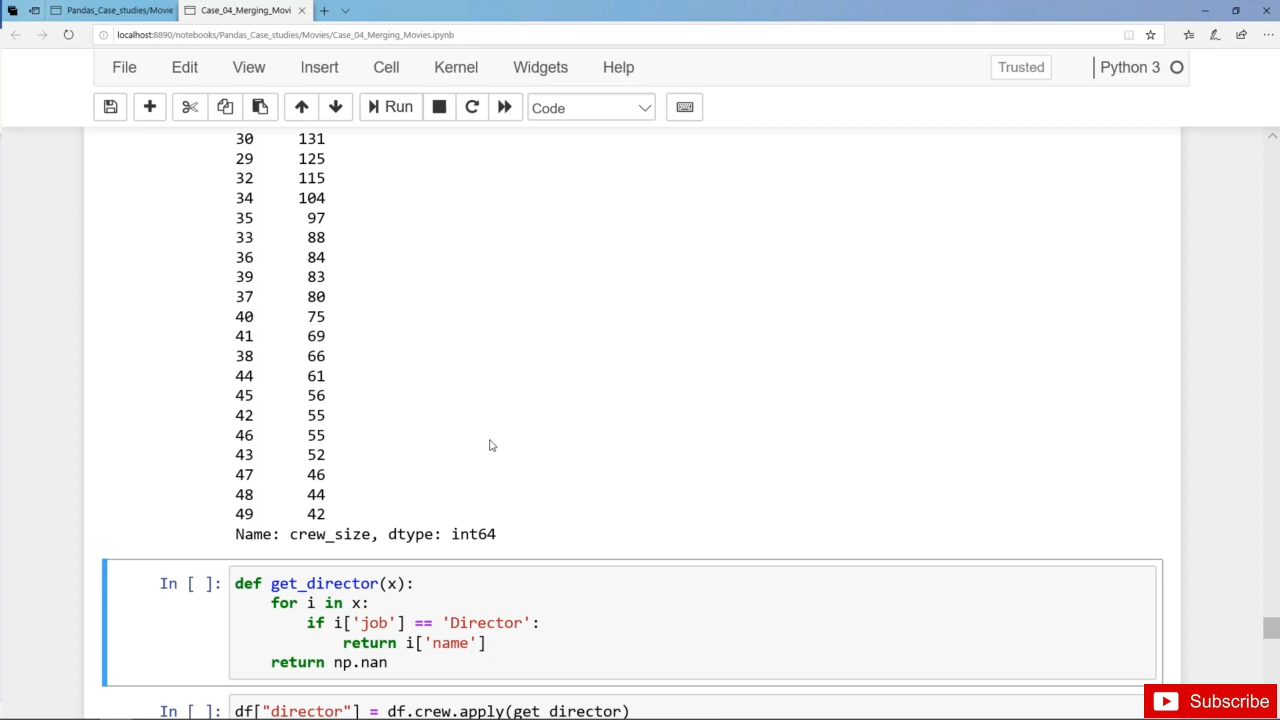 Pandas_Case_studies/Movie
Case_04_Merging_Movi
localhost:8890/notebooks/Pandas_Case_studies/Movies/Case_04_Merging_Movies.ipynb
File Edit View Insert Cell Kernel Widgets Help Trusted Python 3
Run Code
30 131
29 125
32 115
34 104
35 97
33 88
36 84
39 83
37 80
40 75
41 69
38 66
44 61
45 56
42 55
46 55
43 52
47 46
48 44
49 42
Name: crew_size, dtype: int64
In [ ]: def get_director(x):
for i in x:
if i['job'] == 'Director':
return i['name']
return np.nan
In [ ]: df["director"] = df.crew.apply(get_director)
Subscribe